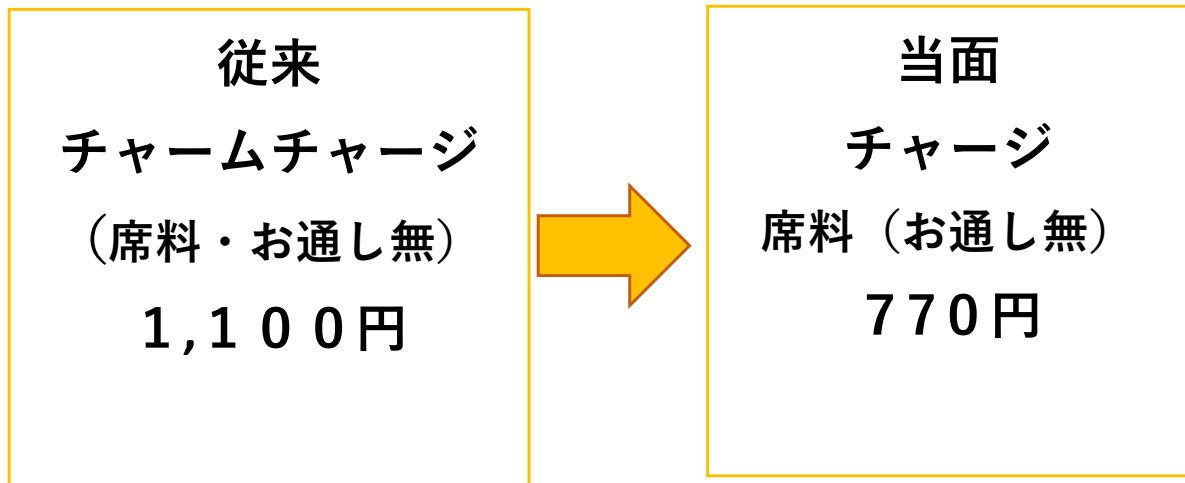 従来
チャームチャージ
（席料・お通し無）
１,１００円
当面
チャージ
席料（お通し無）
７７０円